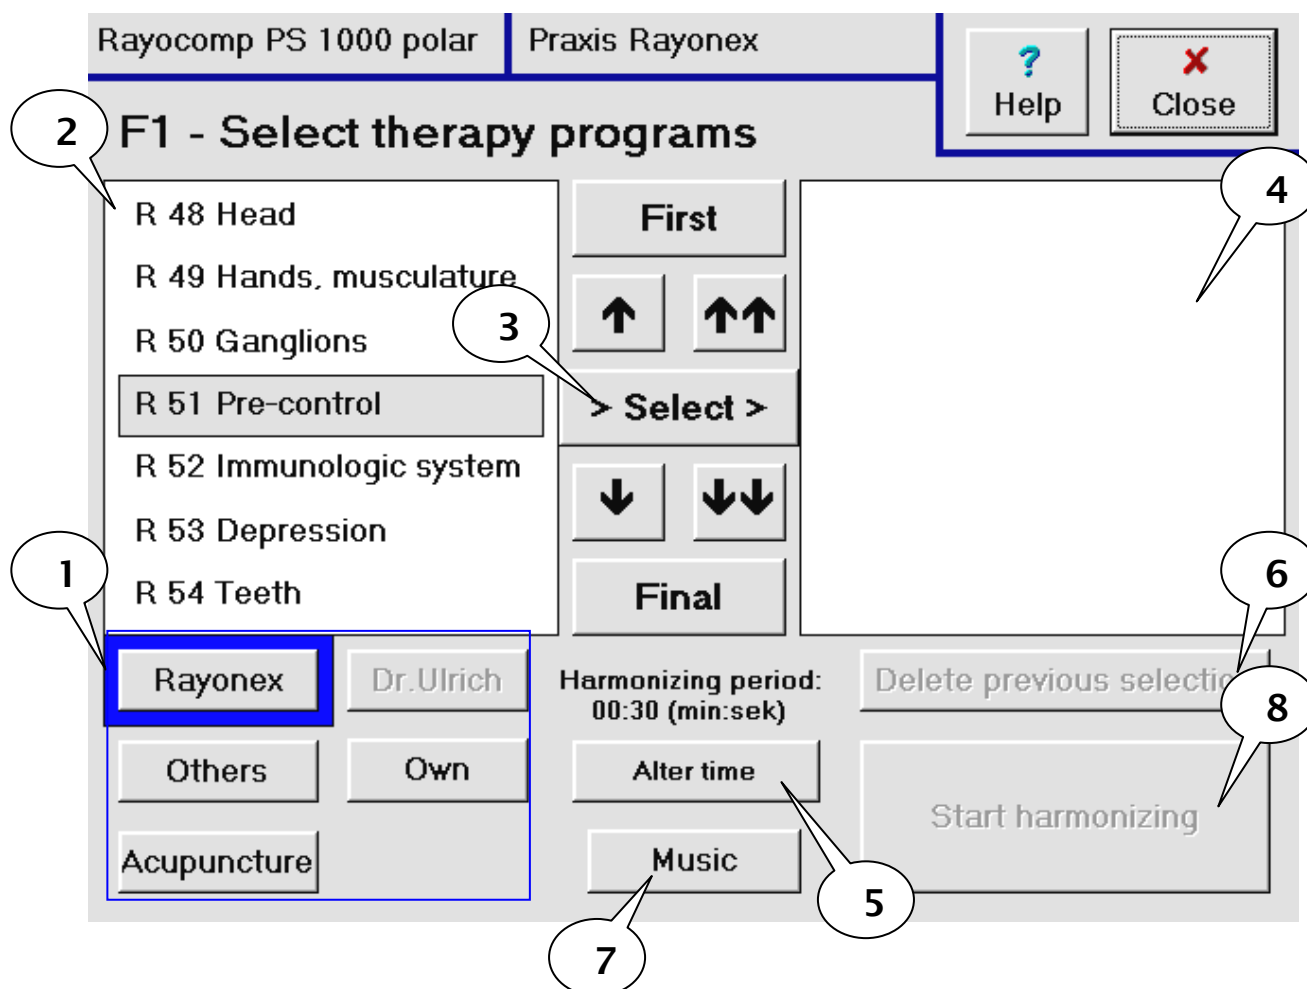 Rayocomp PS 1000 polar
Praxis Rayonex
? Help
✘ Close
F1 - Select therapy programs
2
4
R 48 Head
R 49 Hands, musculature
R 50 Ganglions
R 51 Pre-control
R 52 Immunologic system
R 53 Depression
R 54 Teeth
First
↑ ↑↑
3
> Select >
↓ ↓↓
Final
1
6
Rayonex
Dr.Ulrich
Others
Own
Acupuncture
Harmonizing period:
00:30 (min:sek)
Alter time
Music
Delete previous selectio
8
Start harmonizing
5
7